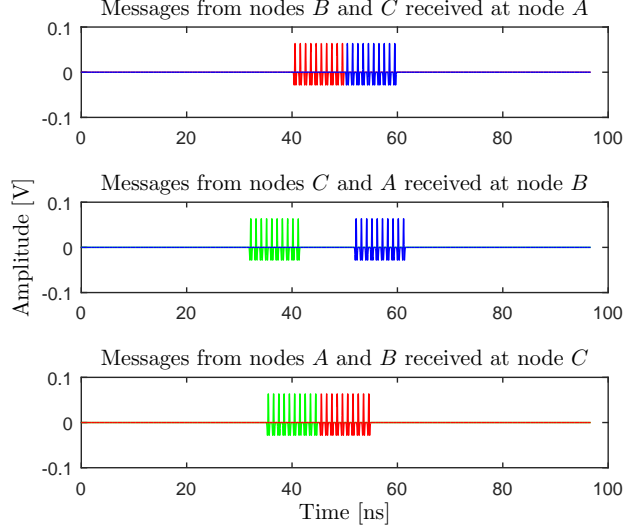 Messages from nodes B and C received at node A
0.1
0
-0.1
0 20 40 60 80 100
Messages from nodes C and A received at node B
0.1
0
-0.1
0 20 40 60 80 100
Amplitude [V]
Messages from nodes A and B received at node C
0.1
0
-0.1
0 20 40 60 80 100
Time [ns]